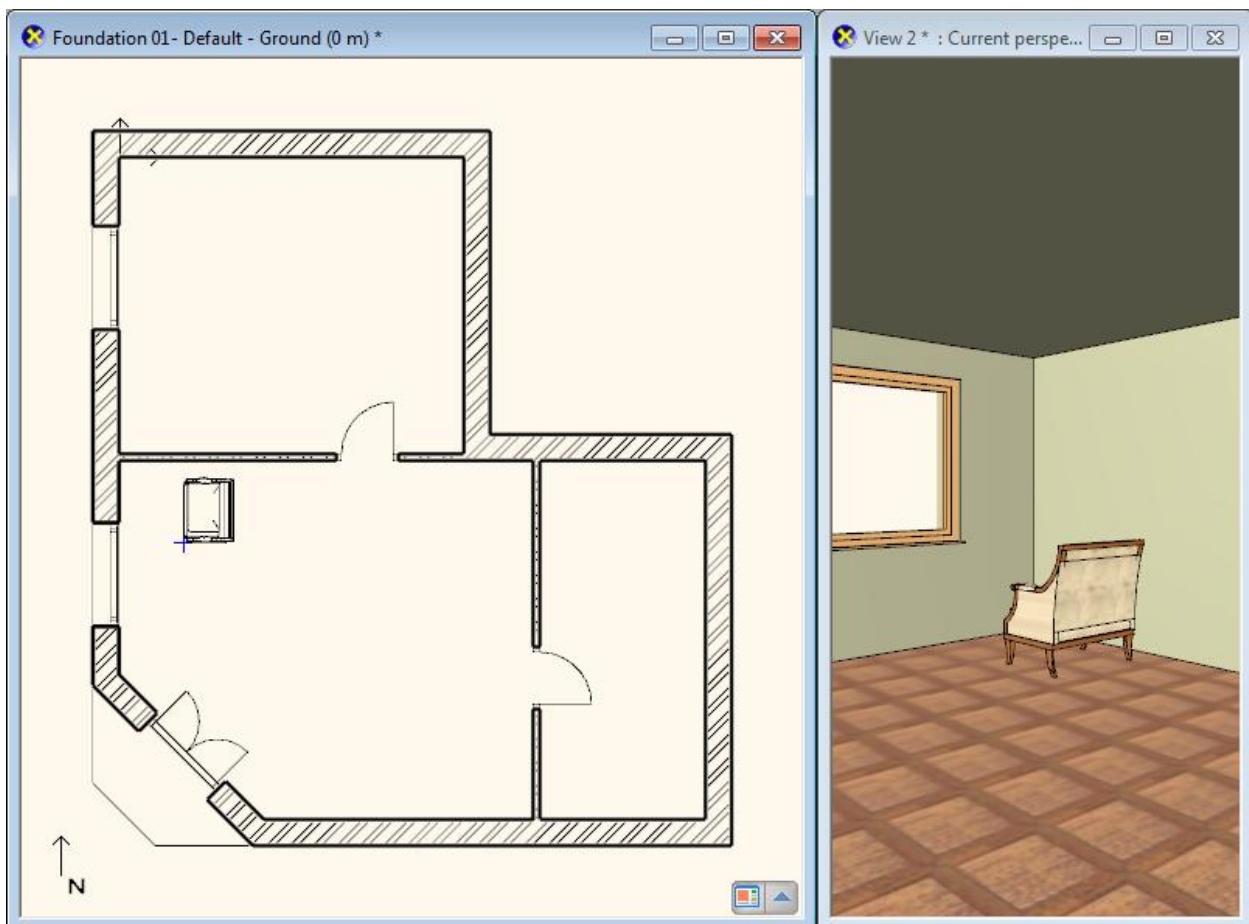 Foundation 01- Default - Ground (0 m) *
View 2 * : Current perspe...
N